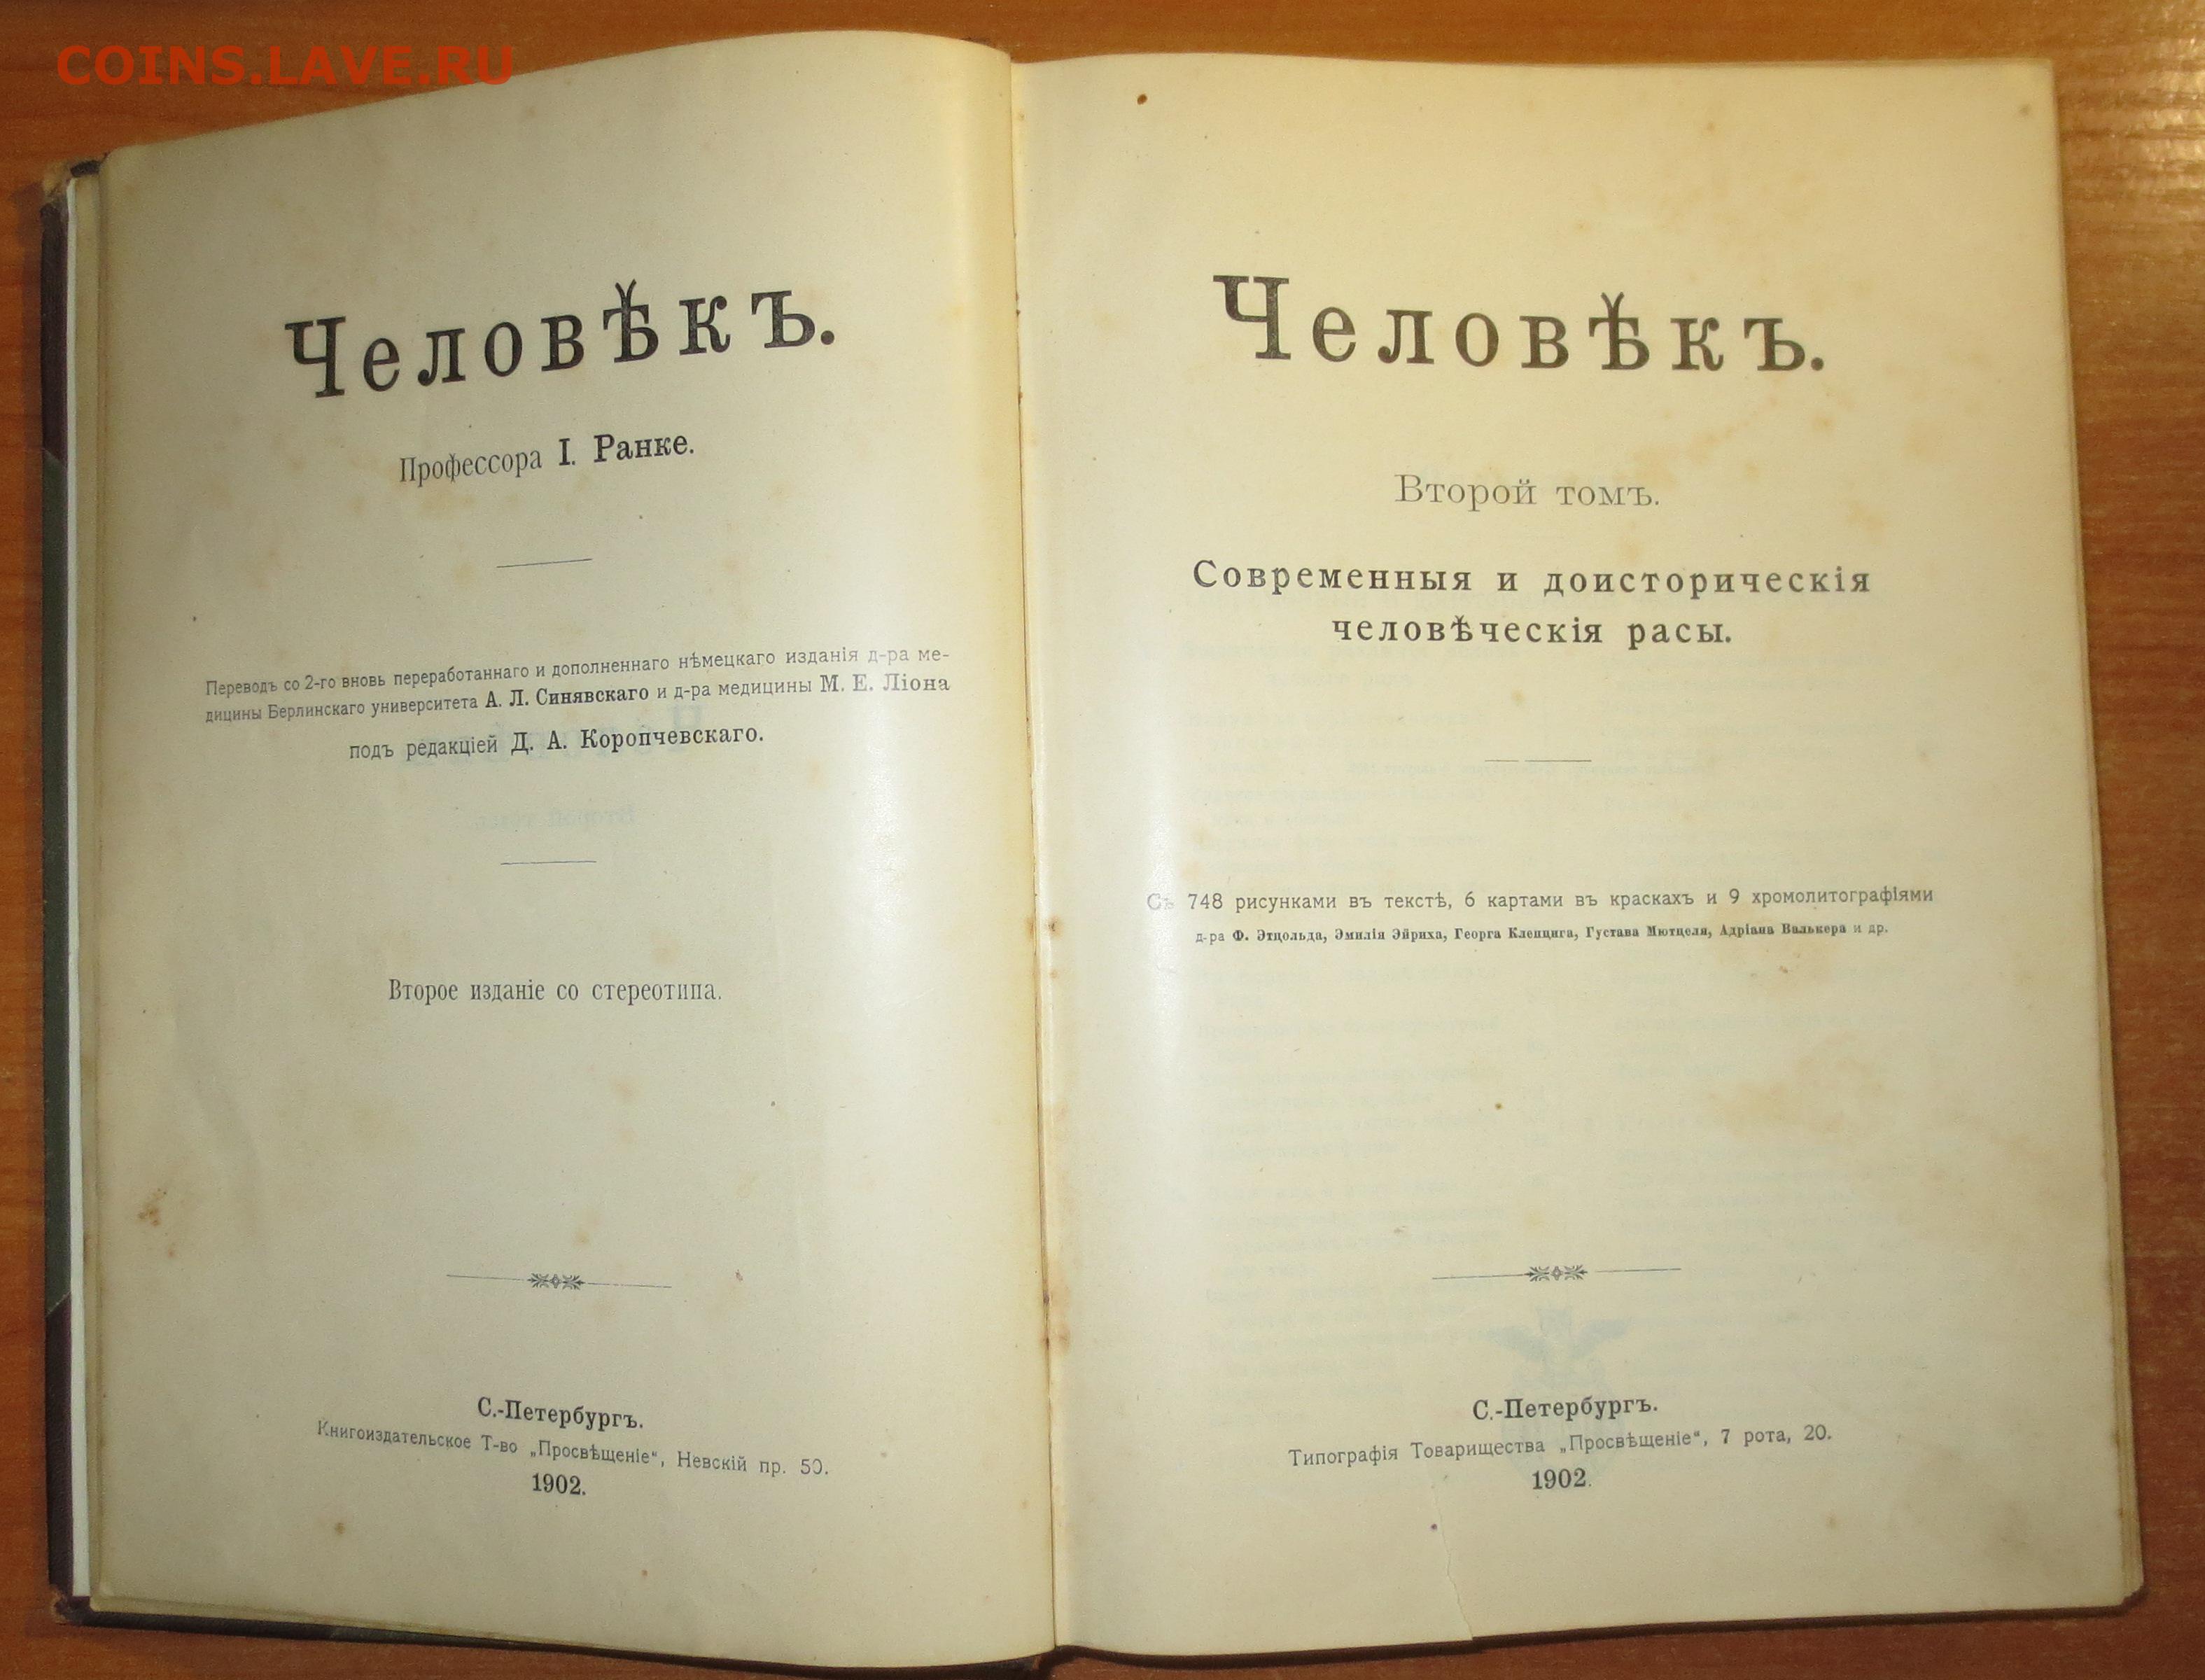 COINS.LAVE.RU
Человѣкъ.
Профессора І. Ранке.
Переводъ со 2-го вновь переработаннаго и дополненнаго нѣмецкаго изданія д-ра ме-
дицины Берлинскаго университета А. Л. Синявскаго и д-ра медицины М. Е. Ліона
подъ редакціей Д. А. Коропчевскаго.
Второе изданіе со стереотипа.
С.-Петербургъ.
Книгоиздательское Т-во „Просвѣщеніе“, Невскій пр. 50.
1902.
Человѣкъ.
Второй томъ.
Современныя и доисторическія
человѣческія расы.
Съ 748 рисунками въ текстѣ, 6 картами въ краскахъ и 9 хромолитографіями
д-ра Ф. Этцольда, Эмилія Эйриха, Георга Клепцига, Густава Мютцеля, Адріана Валькера и др.
С.-Петербургъ.
Типографія Товарищества „Просвѣщеніе“, 7 рота, 20.
1902.